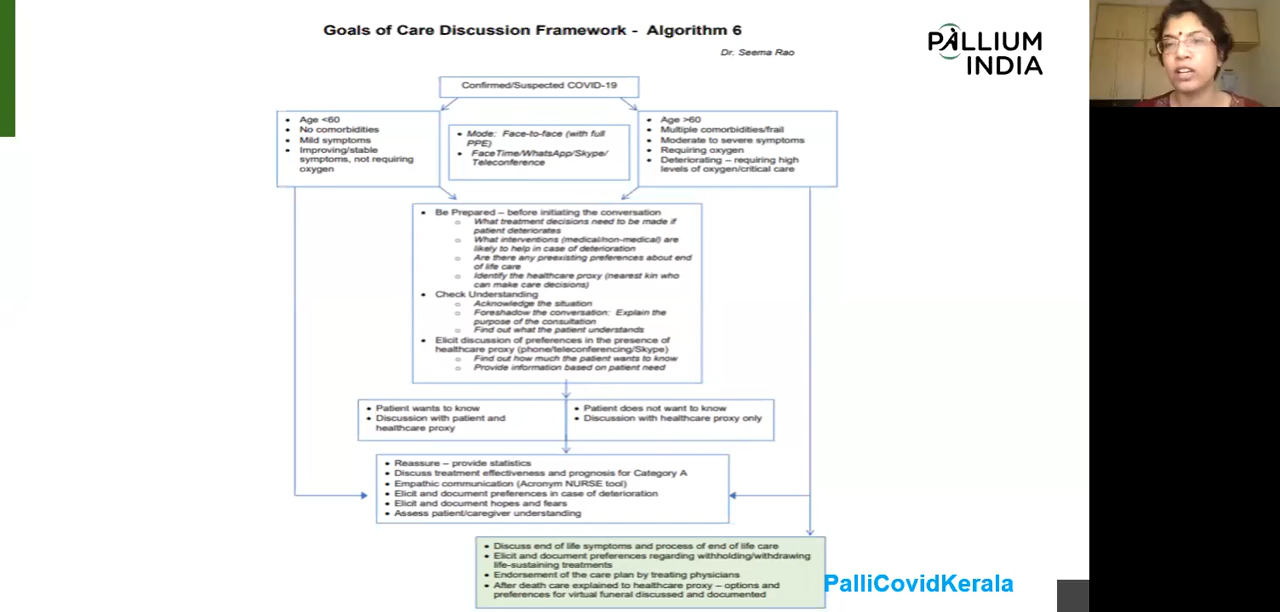 Goals of Care Discussion Framework - Algorithm 6
Dr. Seema Rao
PALLIUM
INDIA
Confirmed/Suspected COVID-19
• Age <60
• No comorbidities
• Mild symptoms
• Improving/stable
symptoms, not requiring
oxygen
• Mode: Face-to-face (with full
PPE)
• FaceTime/WhatsApp/Skype/
Teleconference
• Age >60
• Multiple comorbidities/frail
• Moderate to severe symptoms
• Requiring oxygen
• Deteriorating – requiring high
levels of oxygen/critical care
• Be Prepared – before initiating the conversation
o What treatment decisions need to be made if
patient deteriorates
o What interventions (medical/non-medical) are
likely to help in case of deterioration
o Are there any preexisting preferences about end
of life care
o Identify the healthcare proxy (nearest kin who
can make care decisions)
• Check Understanding
o Acknowledge the situation
o Foreshadow the conversation: Explain the
purpose of the consultation
o Find out what the patient understands
• Elicit discussion of preferences in the presence of
healthcare proxy (phone/teleconferencing/Skype)
o Find out how much the patient wants to know
o Provide information based on patient need
• Patient wants to know
• Discussion with patient and
healthcare proxy
• Patient does not want to know
• Discussion with healthcare proxy only
• Reassure – provide statistics
• Discuss treatment effectiveness and prognosis for Category A
• Empathic communication (Acronym NURSE tool)
• Elicit and document preferences in case of deterioration
• Elicit and document hopes and fears
• Assess patient/caregiver understanding
• Discuss end of life symptoms and process of end of life care
• Elicit and document preferences regarding withholding/withdrawing
life-sustaining treatments
• Endorsement of the care plan by treating physicians
• After death care explained to healthcare proxy – options and
preferences for virtual funeral discussed and documented
PalliCovidKerala